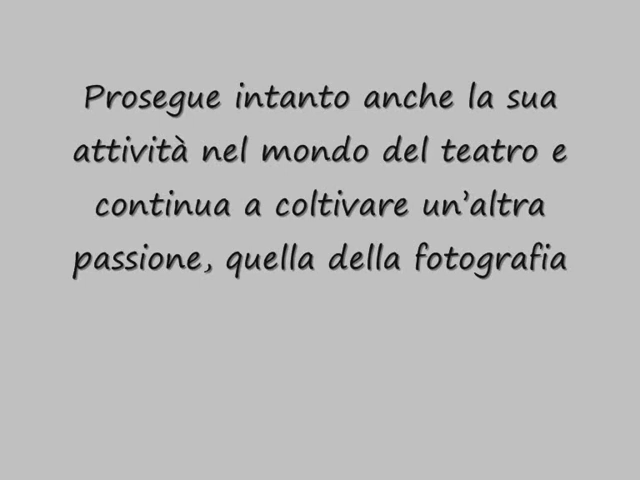 Prosegue intanto anche la sua
attività nel mondo del teatro e
continua a coltivare un’altra
passione, quella della fotografia